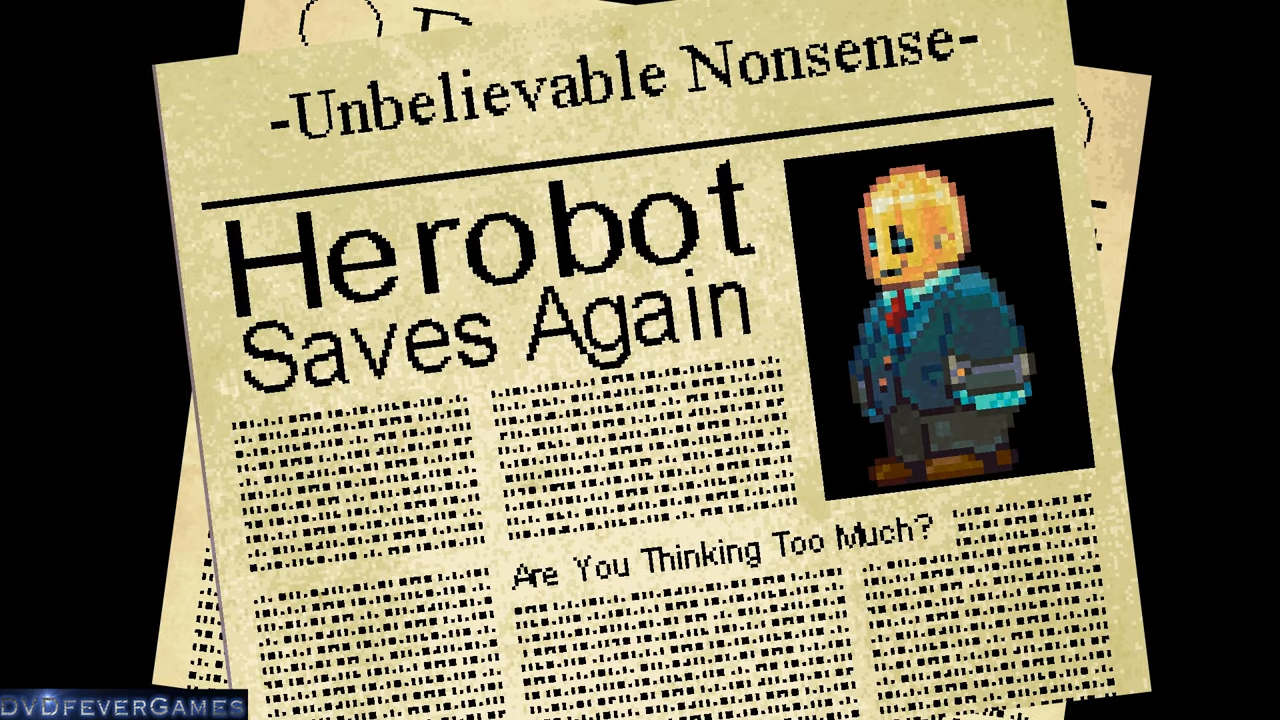 -Unbelievable Nonsense-
Herobot
Saves Again
Are You Thinking Too Much?
DVDFEVERGAMES